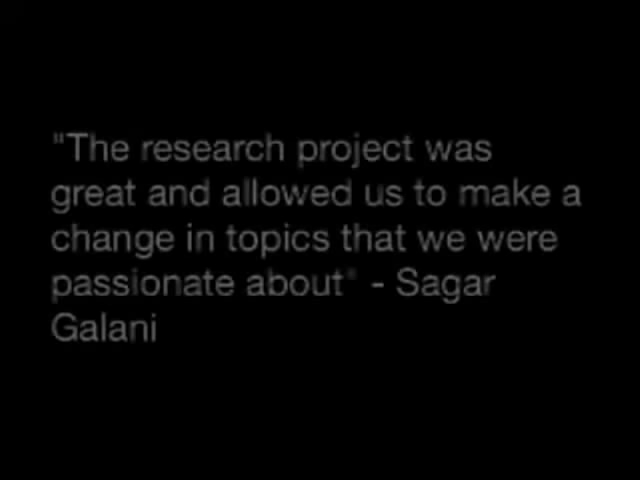 "The research project was
great and allowed us to make a
change in topics that we were
passionate about" - Sagar
Galani